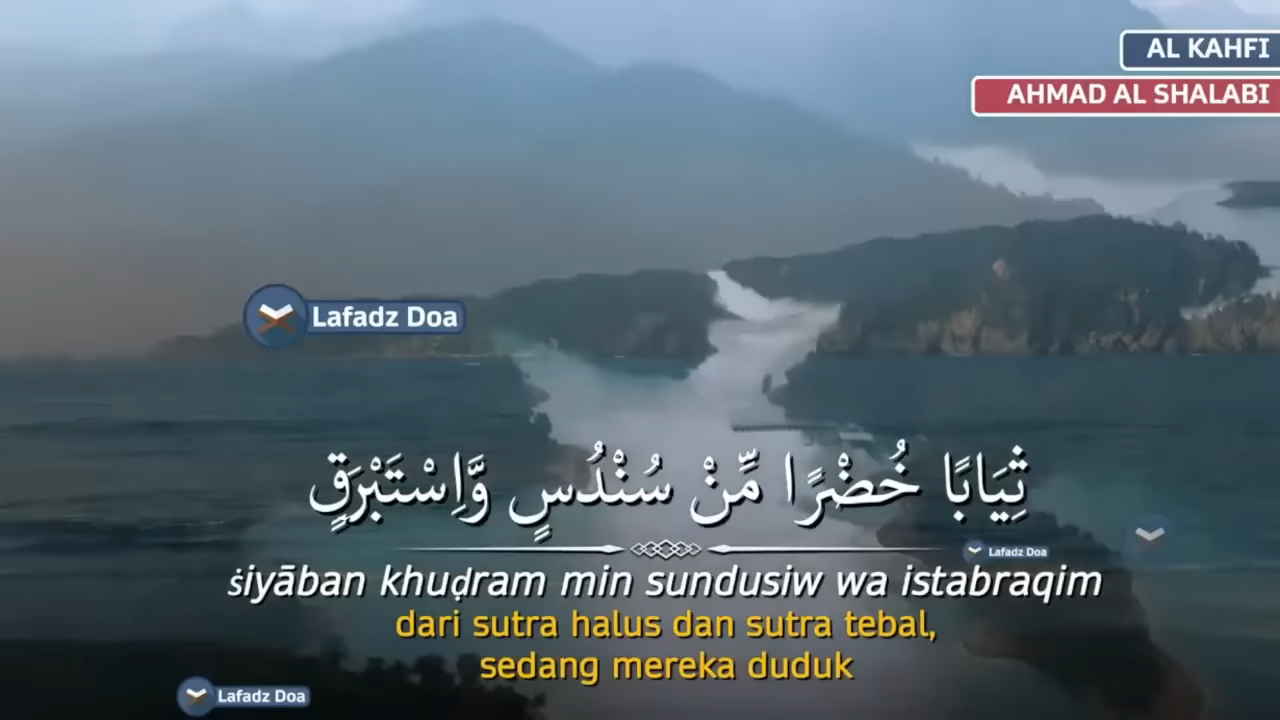 AL KAHFI
AHMAD AL SHALABI
Lafadz Doa
ثِيَابًا خُضْرًا مِّنْ سُنْدُسٍ وَّاِسْتَبْرَقٍ
Lafadz Doa
ṡiyāban khuḍram min sundusiw wa istabraqim
dari sutra halus dan sutra tebal,
sedang mereka duduk
Lafadz Doa